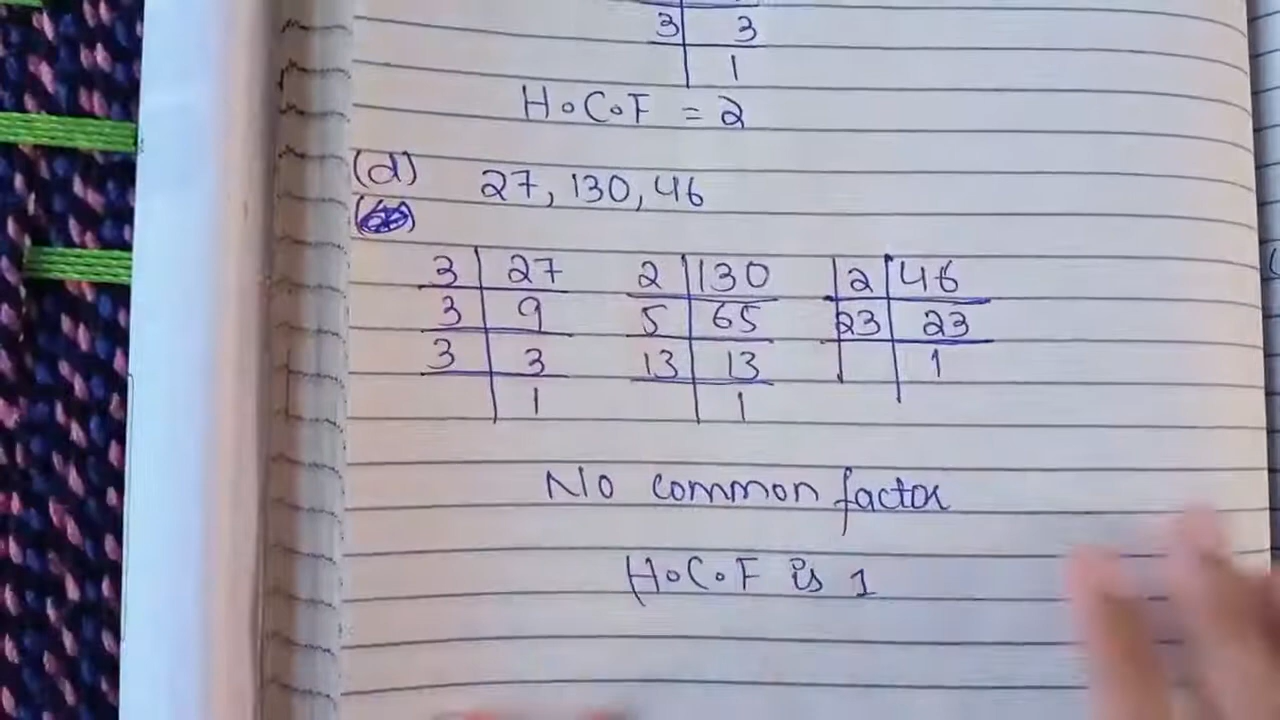 3 3
1
H.C.F = 2
(d) 27, 130, 46
3 27 2 130 2 46
3 9 5 65 23 23
3 3 13 13 1
1 1
No common factor
H.C.F is 1